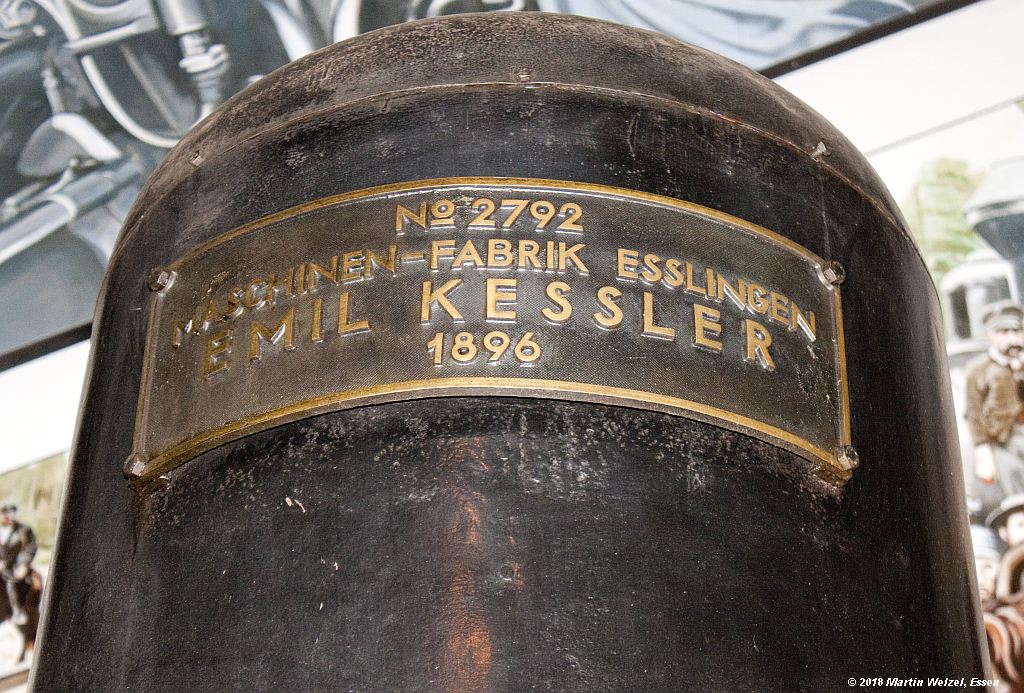 Nº 2792
MASCHINEN-FABRIK ESSLINGEN
EMIL KESSLER
1896
© 2018 Martin Welzel, Essen